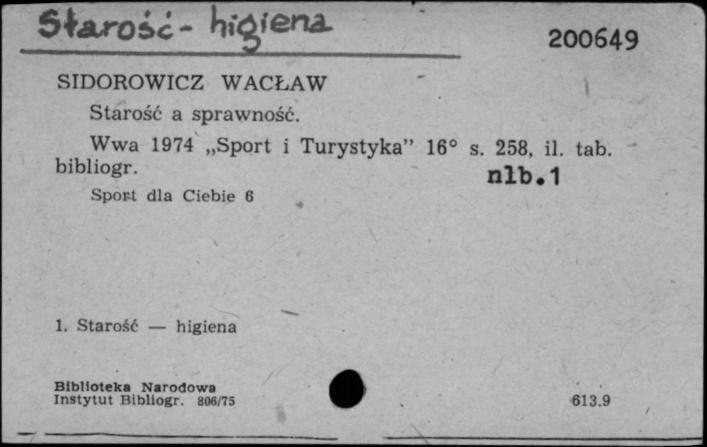 Starość - higiena
200649
SIDOROWICZ WACŁAW
Starość a sprawność.
Wwa 1974 „Sport i Turystyka” 16° s. 258, il. tab.
bibliogr.
nlb.1
Sport dla Ciebie 6
1. Starość — higiena
Biblioteka Narodowa
Instytut Bibliogr. 806/75
613.9